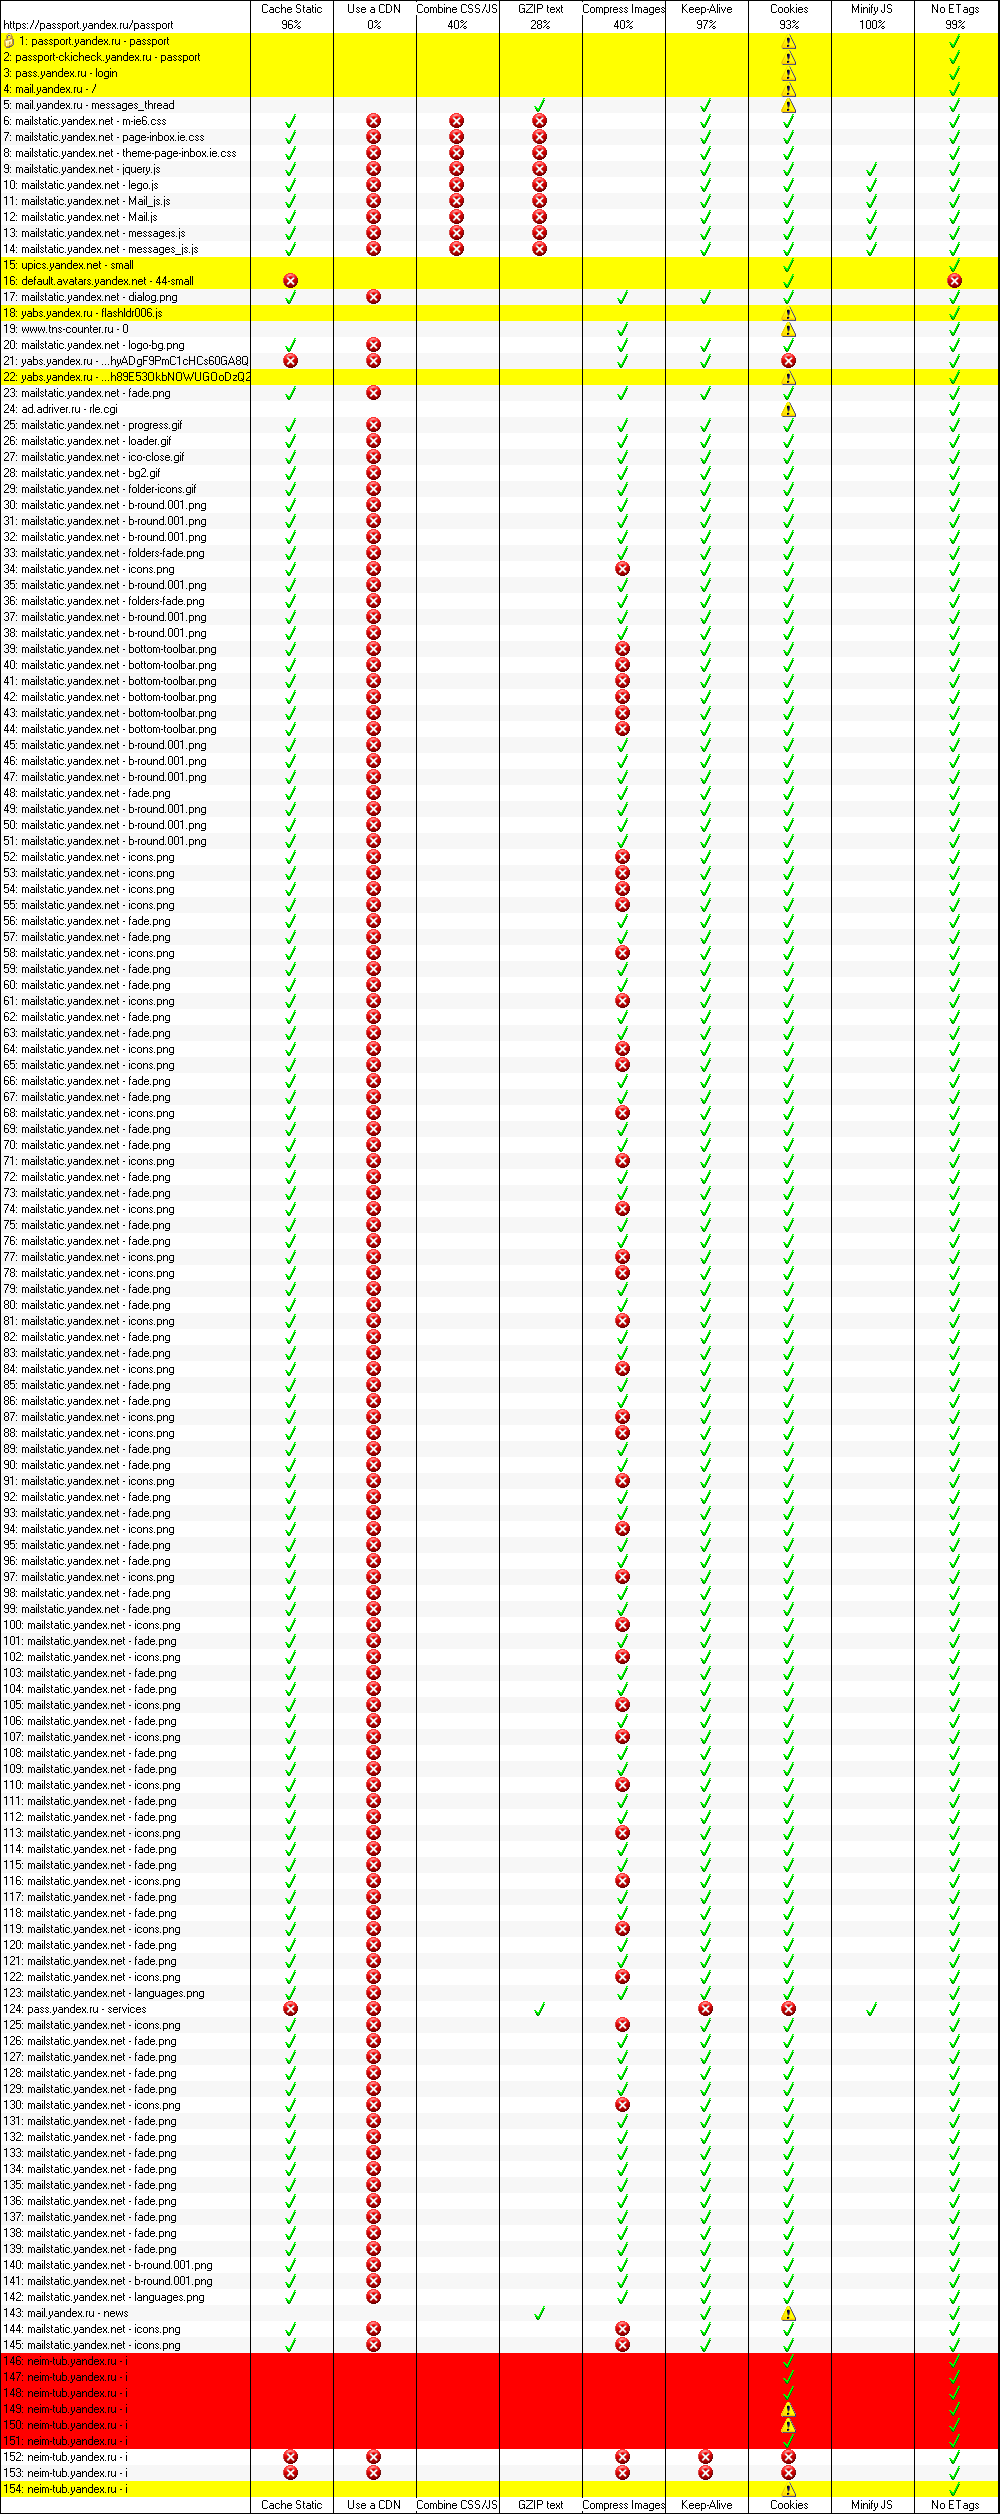 Cache Static Use a CDN Combine CSS/JS GZIP text Compress Images Keep-Alive Cookies Minify JS No ETags
https://passport.yandex.ru/passport 96% 0% 40% 28% 40% 97% 93% 100% 99%
1: passport.yandex.ru - passport
2: passport-ckicheck.yandex.ru - passport
3: pass.yandex.ru - login
4: mail.yandex.ru - /
5: mail.yandex.ru - messages_thread
6: mailstatic.yandex.net - m-ie6.css
7: mailstatic.yandex.net - page-inbox.ie.css
8: mailstatic.yandex.net - theme-page-inbox.ie.css
9: mailstatic.yandex.net - jquery.js
10: mailstatic.yandex.net - lego.js
11: mailstatic.yandex.net - Mail_js.js
12: mailstatic.yandex.net - Mail.js
13: mailstatic.yandex.net - messages.js
14: mailstatic.yandex.net - messages_js.js
15: upics.yandex.net - small
16: default.avatars.yandex.net - 44-small
17: mailstatic.yandex.net - dialog.png
18: yabs.yandex.ru - flashldr006.js
19: www.tns-counter.ru - 0
20: mailstatic.yandex.net - logo-bg.png
21: yabs.yandex.ru - ...hyADgF9PmC1cHCs60GA8Q
22: yabs.yandex.ru - ...h89E53OkbNOWUGOoDzQ2
23: mailstatic.yandex.net - fade.png
24: ad.adriver.ru - rle.cgi
25: mailstatic.yandex.net - progress.gif
26: mailstatic.yandex.net - loader.gif
27: mailstatic.yandex.net - ico-close.gif
28: mailstatic.yandex.net - bg2.gif
29: mailstatic.yandex.net - folder-icons.gif
30: mailstatic.yandex.net - b-round.001.png
31: mailstatic.yandex.net - b-round.001.png
32: mailstatic.yandex.net - b-round.001.png
33: mailstatic.yandex.net - folders-fade.png
34: mailstatic.yandex.net - icons.png
35: mailstatic.yandex.net - b-round.001.png
36: mailstatic.yandex.net - folders-fade.png
37: mailstatic.yandex.net - b-round.001.png
38: mailstatic.yandex.net - b-round.001.png
39: mailstatic.yandex.net - bottom-toolbar.png
40: mailstatic.yandex.net - bottom-toolbar.png
41: mailstatic.yandex.net - bottom-toolbar.png
42: mailstatic.yandex.net - bottom-toolbar.png
43: mailstatic.yandex.net - bottom-toolbar.png
44: mailstatic.yandex.net - bottom-toolbar.png
45: mailstatic.yandex.net - b-round.001.png
46: mailstatic.yandex.net - b-round.001.png
47: mailstatic.yandex.net - b-round.001.png
48: mailstatic.yandex.net - fade.png
49: mailstatic.yandex.net - b-round.001.png
50: mailstatic.yandex.net - b-round.001.png
51: mailstatic.yandex.net - b-round.001.png
52: mailstatic.yandex.net - icons.png
53: mailstatic.yandex.net - icons.png
54: mailstatic.yandex.net - icons.png
55: mailstatic.yandex.net - icons.png
56: mailstatic.yandex.net - fade.png
57: mailstatic.yandex.net - fade.png
58: mailstatic.yandex.net - icons.png
59: mailstatic.yandex.net - fade.png
60: mailstatic.yandex.net - fade.png
61: mailstatic.yandex.net - icons.png
62: mailstatic.yandex.net - fade.png
63: mailstatic.yandex.net - fade.png
64: mailstatic.yandex.net - icons.png
65: mailstatic.yandex.net - icons.png
66: mailstatic.yandex.net - fade.png
67: mailstatic.yandex.net - fade.png
68: mailstatic.yandex.net - icons.png
69: mailstatic.yandex.net - fade.png
70: mailstatic.yandex.net - fade.png
71: mailstatic.yandex.net - icons.png
72: mailstatic.yandex.net - fade.png
73: mailstatic.yandex.net - fade.png
74: mailstatic.yandex.net - icons.png
75: mailstatic.yandex.net - fade.png
76: mailstatic.yandex.net - fade.png
77: mailstatic.yandex.net - icons.png
78: mailstatic.yandex.net - icons.png
79: mailstatic.yandex.net - fade.png
80: mailstatic.yandex.net - fade.png
81: mailstatic.yandex.net - icons.png
82: mailstatic.yandex.net - fade.png
83: mailstatic.yandex.net - fade.png
84: mailstatic.yandex.net - icons.png
85: mailstatic.yandex.net - fade.png
86: mailstatic.yandex.net - fade.png
87: mailstatic.yandex.net - icons.png
88: mailstatic.yandex.net - icons.png
89: mailstatic.yandex.net - fade.png
90: mailstatic.yandex.net - fade.png
91: mailstatic.yandex.net - icons.png
92: mailstatic.yandex.net - fade.png
93: mailstatic.yandex.net - fade.png
94: mailstatic.yandex.net - icons.png
95: mailstatic.yandex.net - fade.png
96: mailstatic.yandex.net - fade.png
97: mailstatic.yandex.net - icons.png
98: mailstatic.yandex.net - fade.png
99: mailstatic.yandex.net - fade.png
100: mailstatic.yandex.net - icons.png
101: mailstatic.yandex.net - fade.png
102: mailstatic.yandex.net - icons.png
103: mailstatic.yandex.net - fade.png
104: mailstatic.yandex.net - fade.png
105: mailstatic.yandex.net - icons.png
106: mailstatic.yandex.net - fade.png
107: mailstatic.yandex.net - icons.png
108: mailstatic.yandex.net - fade.png
109: mailstatic.yandex.net - fade.png
110: mailstatic.yandex.net - icons.png
111: mailstatic.yandex.net - fade.png
112: mailstatic.yandex.net - fade.png
113: mailstatic.yandex.net - icons.png
114: mailstatic.yandex.net - fade.png
115: mailstatic.yandex.net - fade.png
116: mailstatic.yandex.net - icons.png
117: mailstatic.yandex.net - fade.png
118: mailstatic.yandex.net - fade.png
119: mailstatic.yandex.net - icons.png
120: mailstatic.yandex.net - fade.png
121: mailstatic.yandex.net - fade.png
122: mailstatic.yandex.net - icons.png
123: mailstatic.yandex.net - languages.png
124: pass.yandex.ru - services
125: mailstatic.yandex.net - icons.png
126: mailstatic.yandex.net - fade.png
127: mailstatic.yandex.net - fade.png
128: mailstatic.yandex.net - fade.png
129: mailstatic.yandex.net - fade.png
130: mailstatic.yandex.net - icons.png
131: mailstatic.yandex.net - fade.png
132: mailstatic.yandex.net - fade.png
133: mailstatic.yandex.net - fade.png
134: mailstatic.yandex.net - fade.png
135: mailstatic.yandex.net - fade.png
136: mailstatic.yandex.net - fade.png
137: mailstatic.yandex.net - fade.png
138: mailstatic.yandex.net - fade.png
139: mailstatic.yandex.net - fade.png
140: mailstatic.yandex.net - b-round.001.png
141: mailstatic.yandex.net - b-round.001.png
142: mailstatic.yandex.net - languages.png
143: mail.yandex.ru - news
144: mailstatic.yandex.net - icons.png
145: mailstatic.yandex.net - icons.png
146: neim-tub.yandex.ru - i
147: neim-tub.yandex.ru - i
148: neim-tub.yandex.ru - i
149: neim-tub.yandex.ru - i
150: neim-tub.yandex.ru - i
151: neim-tub.yandex.ru - i
152: neim-tub.yandex.ru - i
153: neim-tub.yandex.ru - i
154: neim-tub.yandex.ru - i
Cache Static Use a CDN Combine CSS/JS GZIP text Compress Images Keep-Alive Cookies Minify JS No ETags